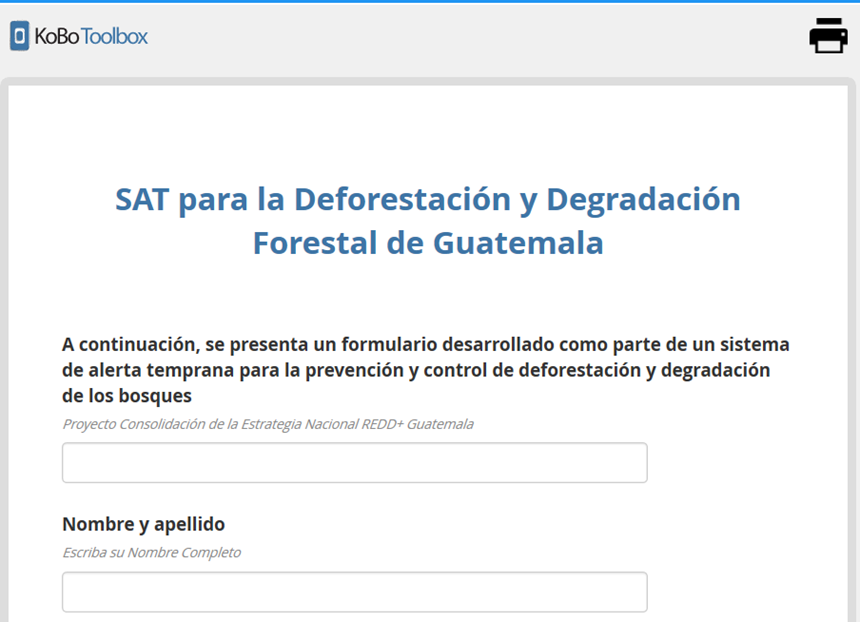 KoBoToolbox
SAT para la Deforestación y Degradación
Forestal de Guatemala
A continuación, se presenta un formulario desarrollado como parte de un sistema
de alerta temprana para la prevención y control de deforestación y degradación
de los bosques
Proyecto Consolidación de la Estrategia Nacional REDD+ Guatemala
Nombre y apellido
Escriba su Nombre Completo